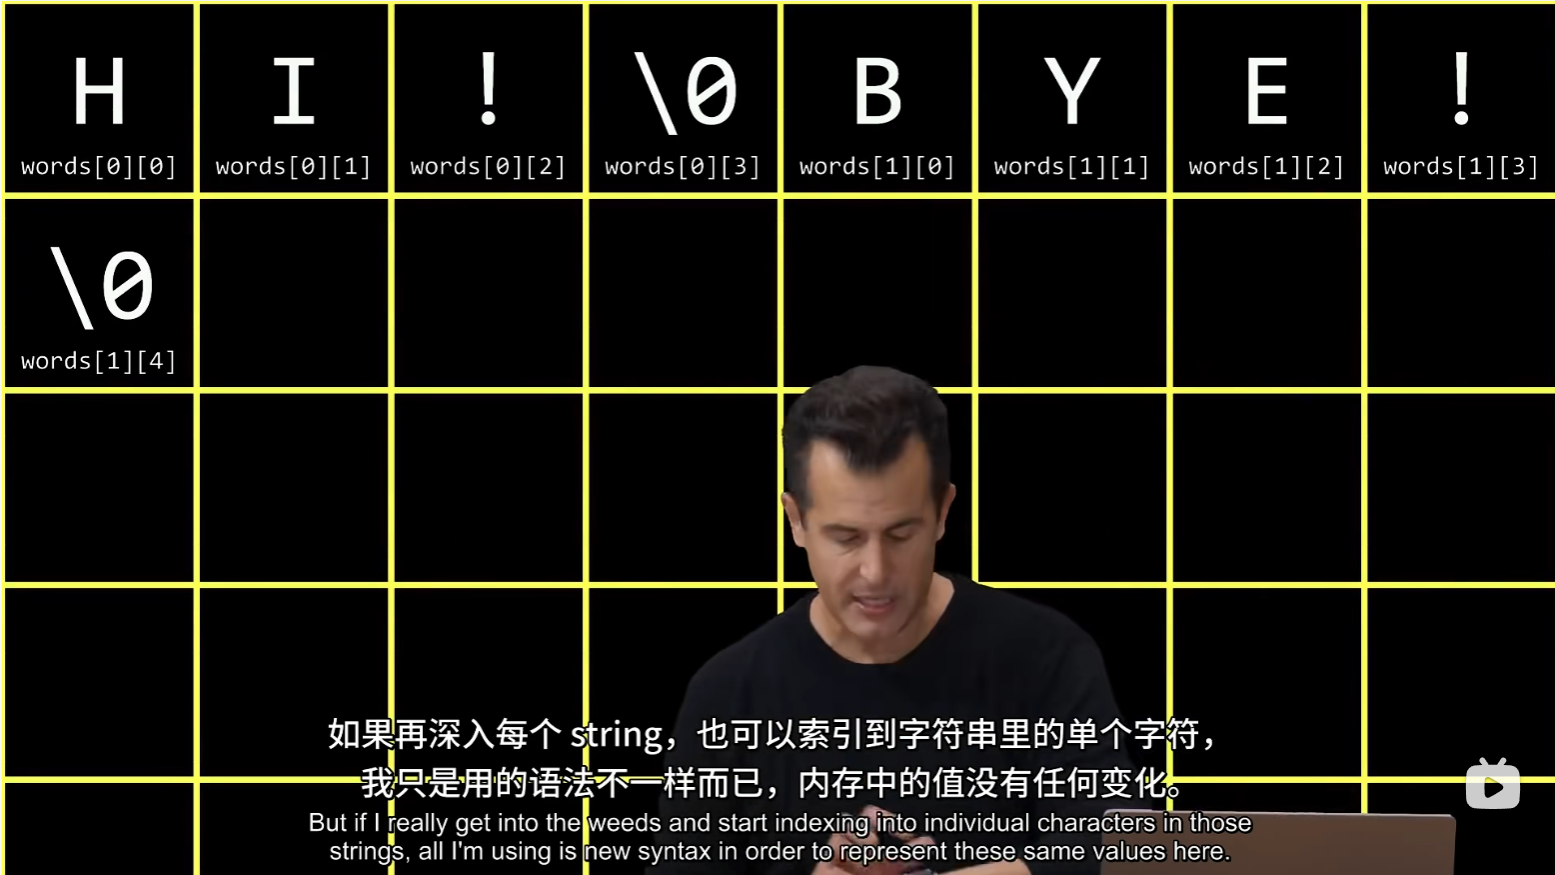 H I ! \0 B Y E !
words[0][0] words[0][1] words[0][2] words[0][3] words[1][0] words[1][1] words[1][2] words[1][3]
\0
words[1][4]
如果再深入每个 string，也可以索引到字符串里的单个字符，
我只是用的语法不一样而已，内存中的值没有任何变化。
But if I really get into the weeds and start indexing into individual characters in those
strings, all I'm using is new syntax in order to represent these same values here.